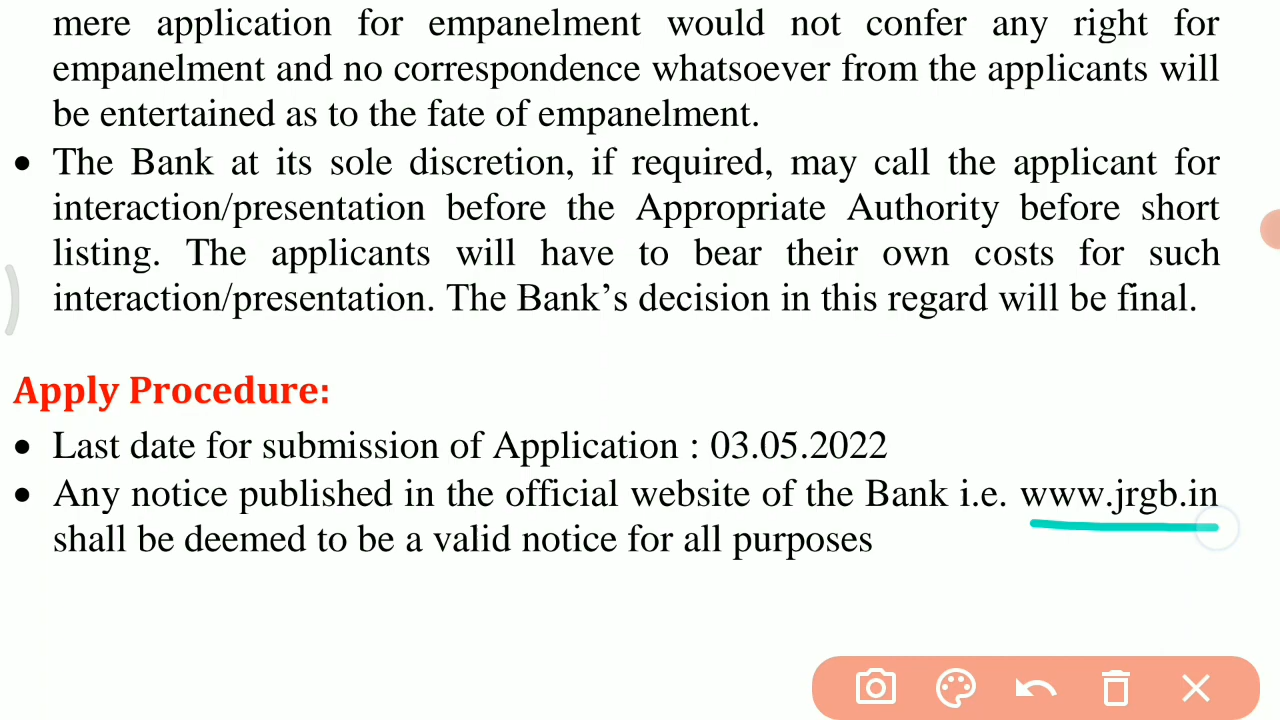 mere application for empanelment would not confer any right for
empanelment and no correspondence whatsoever from the applicants will
be entertained as to the fate of empanelment.
• The Bank at its sole discretion, if required, may call the applicant for
interaction/presentation before the Appropriate Authority before short
listing. The applicants will have to bear their own costs for such
interaction/presentation. The Bank’s decision in this regard will be final.
Apply Procedure:
• Last date for submission of Application : 03.05.2022
• Any notice published in the official website of the Bank i.e. www.jrgb.in
shall be deemed to be a valid notice for all purposes